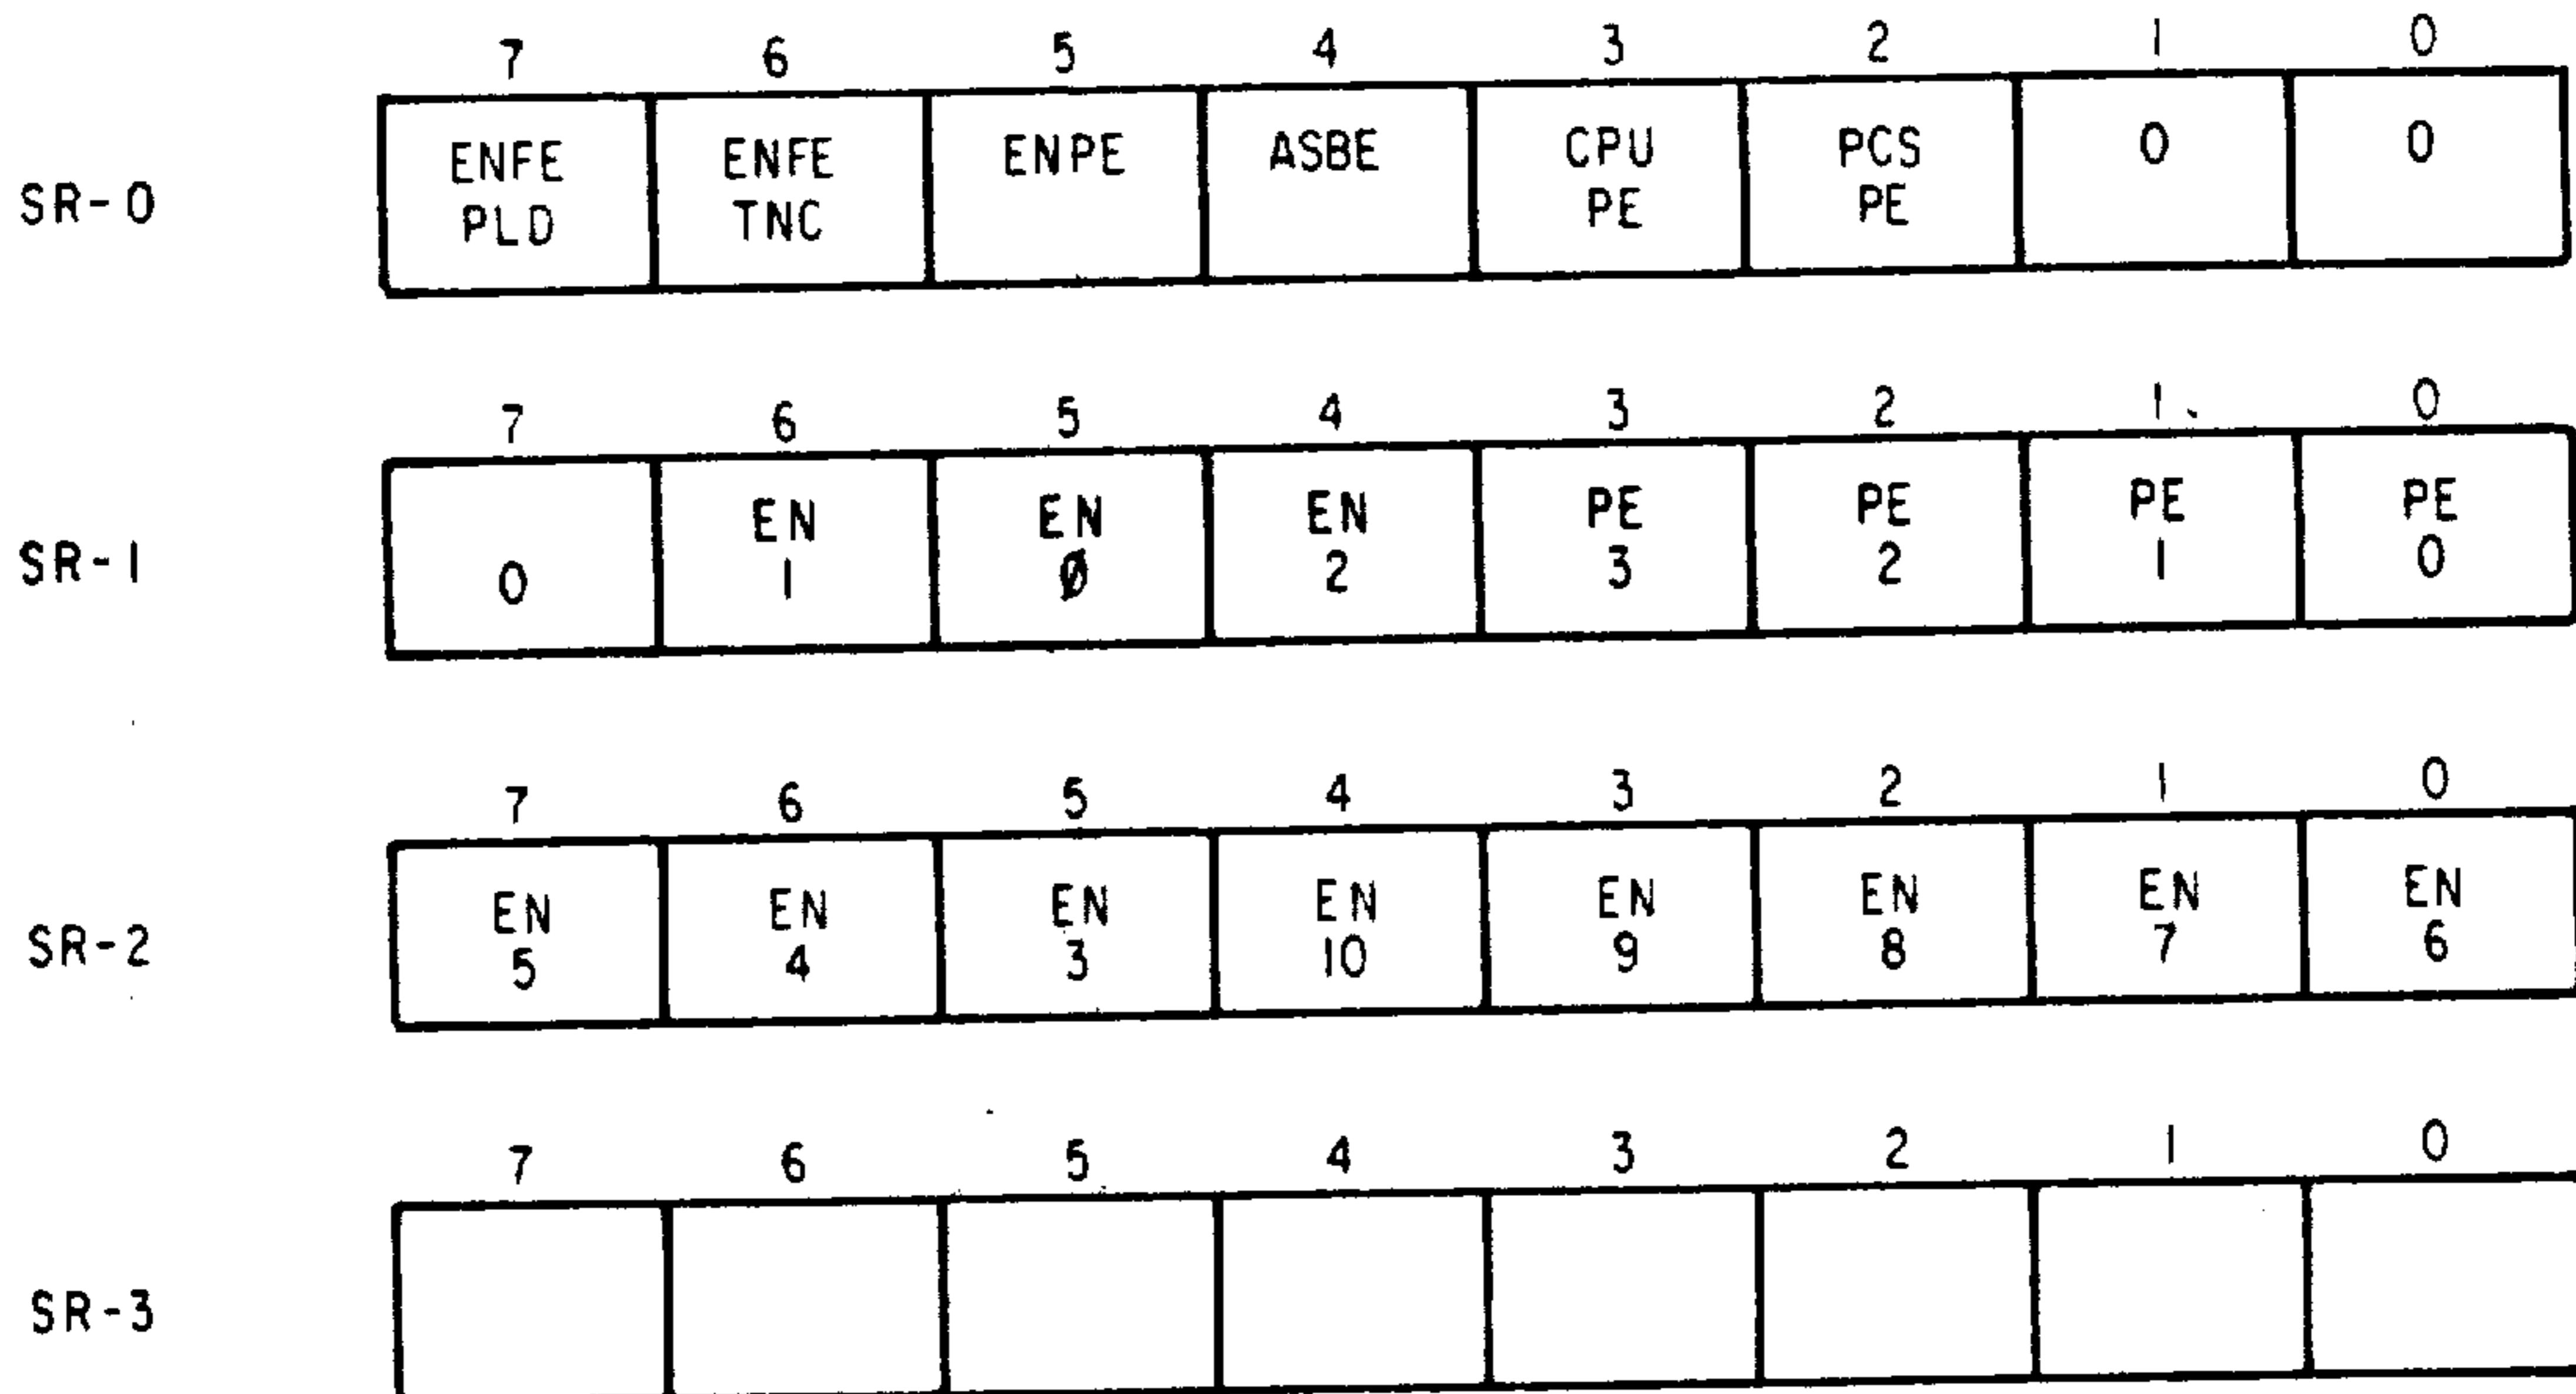 7 6 5 4 3 2 1 0
SR-0
ENFE ENFE ENPE ASBE CPU PCS 0 0
PLD TNC PE PE
7 6 5 4 3 2 1 0
SR-1
EN EN EN PE PE PE PE
0 1 Ø 2 3 2 1 0
7 6 5 4 3 2 1 0
SR-2
EN EN EN EN EN EN EN EN
5 4 3 10 9 8 7 6
7 6 5 4 3 2 1 0
SR-3